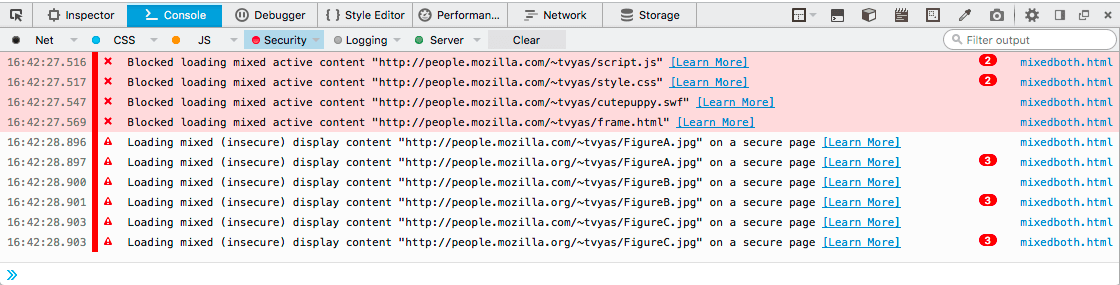 Inspector Console Debugger Style Editor Performan... Network Storage
Net CSS JS Security Logging Server Clear Filter output
16:42:27.516 Blocked loading mixed active content "http://people.mozilla.com/~tvyas/script.js" [Learn More] 2 mixedboth.html
16:42:27.517 Blocked loading mixed active content "http://people.mozilla.com/~tvyas/style.css" [Learn More] 2 mixedboth.html
16:42:27.547 Blocked loading mixed active content "http://people.mozilla.com/~tvyas/cutepuppy.swf" [Learn More] mixedboth.html
16:42:27.569 Blocked loading mixed active content "http://people.mozilla.com/~tvyas/frame.html" [Learn More] mixedboth.html
16:42:28.896 Loading mixed (insecure) display content "http://people.mozilla.com/~tvyas/FigureA.jpg" on a secure page [Learn More] mixedboth.html
16:42:28.897 Loading mixed (insecure) display content "http://people.mozilla.org/~tvyas/FigureA.jpg" on a secure page [Learn More] 3 mixedboth.html
16:42:28.900 Loading mixed (insecure) display content "http://people.mozilla.com/~tvyas/FigureB.jpg" on a secure page [Learn More] mixedboth.html
16:42:28.901 Loading mixed (insecure) display content "http://people.mozilla.org/~tvyas/FigureB.jpg" on a secure page [Learn More] 3 mixedboth.html
16:42:28.903 Loading mixed (insecure) display content "http://people.mozilla.com/~tvyas/FigureC.jpg" on a secure page [Learn More] mixedboth.html
16:42:28.903 Loading mixed (insecure) display content "http://people.mozilla.org/~tvyas/FigureC.jpg" on a secure page [Learn More] 3 mixedboth.html